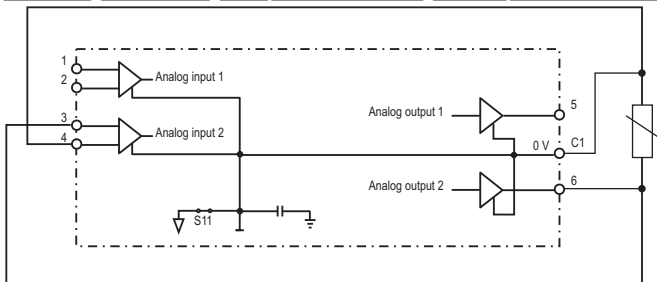 1
Analog input 1
2
Analog output 1
5
3
Analog input 2
0 V
C1
4
Analog output 2
6
S11